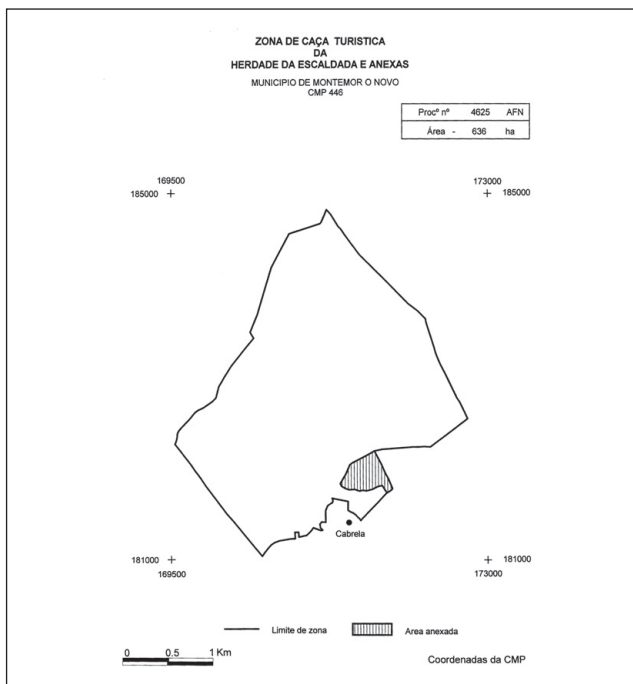 ZONA DE CAÇA TURISTICA
DA
HERDADE DA ESCALDADA E ANEXAS
MUNICIPIO DE MONTEMOR O NOVO
CMP 446
Procº nº 4625 AFN
Área - 636 ha
169500
185000
173000
185000
Cabrela
181000
169500
181000
173000
Limite de zona
Area anexada
0 0.5 1 Km
Coordenadas da CMP